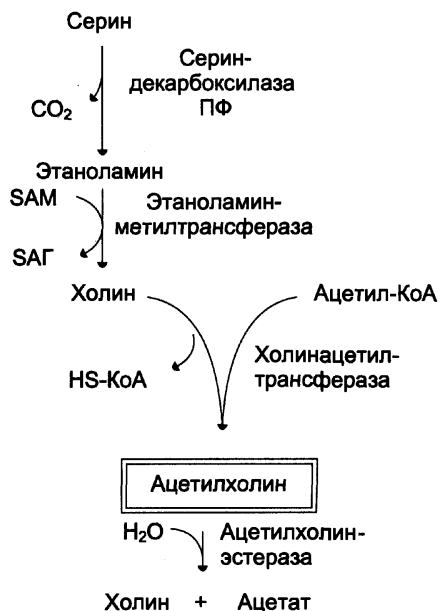 Серин
Серин-
декарбоксилаза
ПФ
CO₂
Этаноламин
SAM
Этаноламин-
метилтрансфераза
SАГ
Холин
Ацетил-КоА
Холинацетил-
трансфераза
HS-КоА
Ацетилхолин
H₂O
Ацетилхолин-
эстераза
Холин + Ацетат